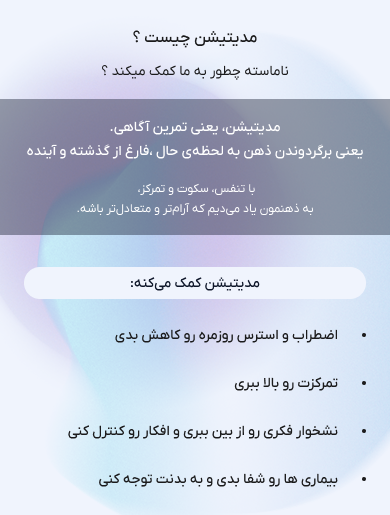 مدیتیشن چیست ؟
ناماسته چطور به ما کمک میکند ؟
مدیتیشن، یعنی تمرین آگاهی.
یعنی برگردوندن ذهن به لحظه‌ی حال ،فارغ از گذشته و آینده
با تنفس، سکوت و تمرکز،
به ذهنمون یاد می‌دیم که آرام‌تر و متعادل‌تر باشه.
مدیتیشن کمک می‌کنه:
• اضطراب و استرس روزمره رو کاهش بدی
• تمرکزت رو بالا ببری
• نشخوار فکری رو از بین ببری و افکار رو کنترل کنی
• بیماری ها رو شفا بدی و به بدنت توجه کنی